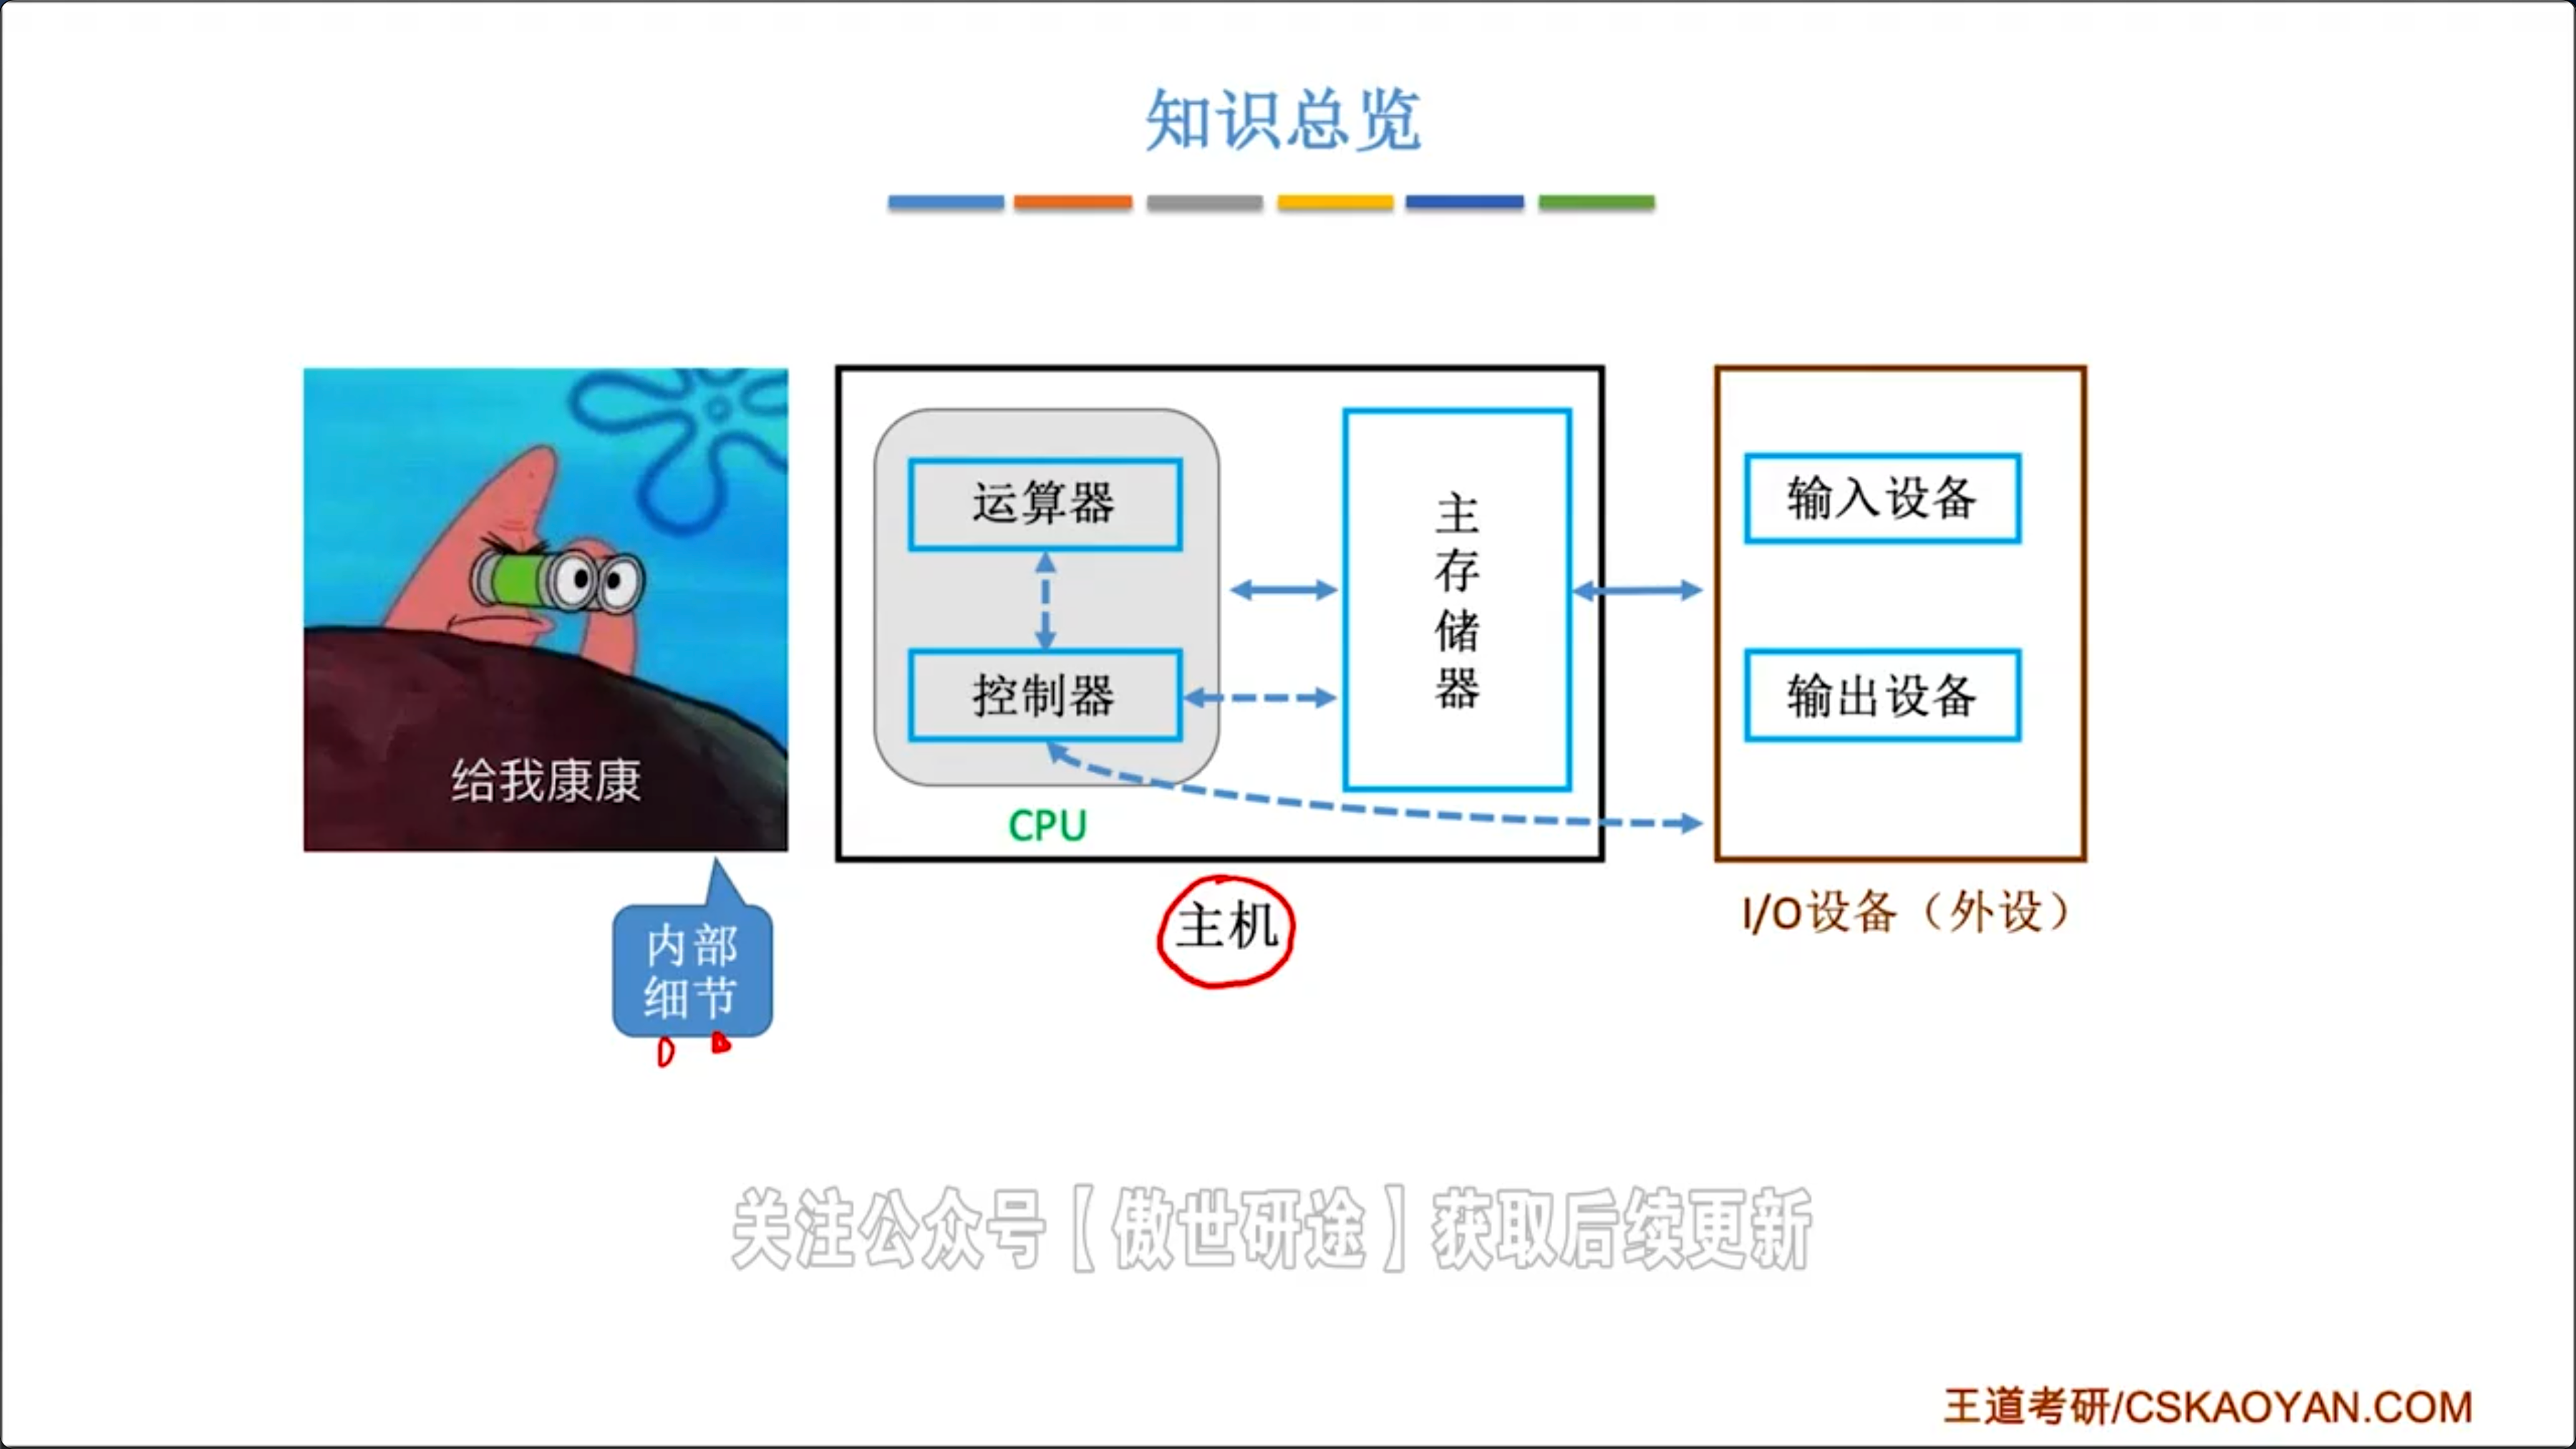 知识总览
给我康康
内部
细节
运算器
控制器
CPU
主
存
储
器
主机
输入设备
输出设备
I/O设备（外设）
关注公众号【傲世研途】获取后续更新
王道考研/CSKAOYAN.COM